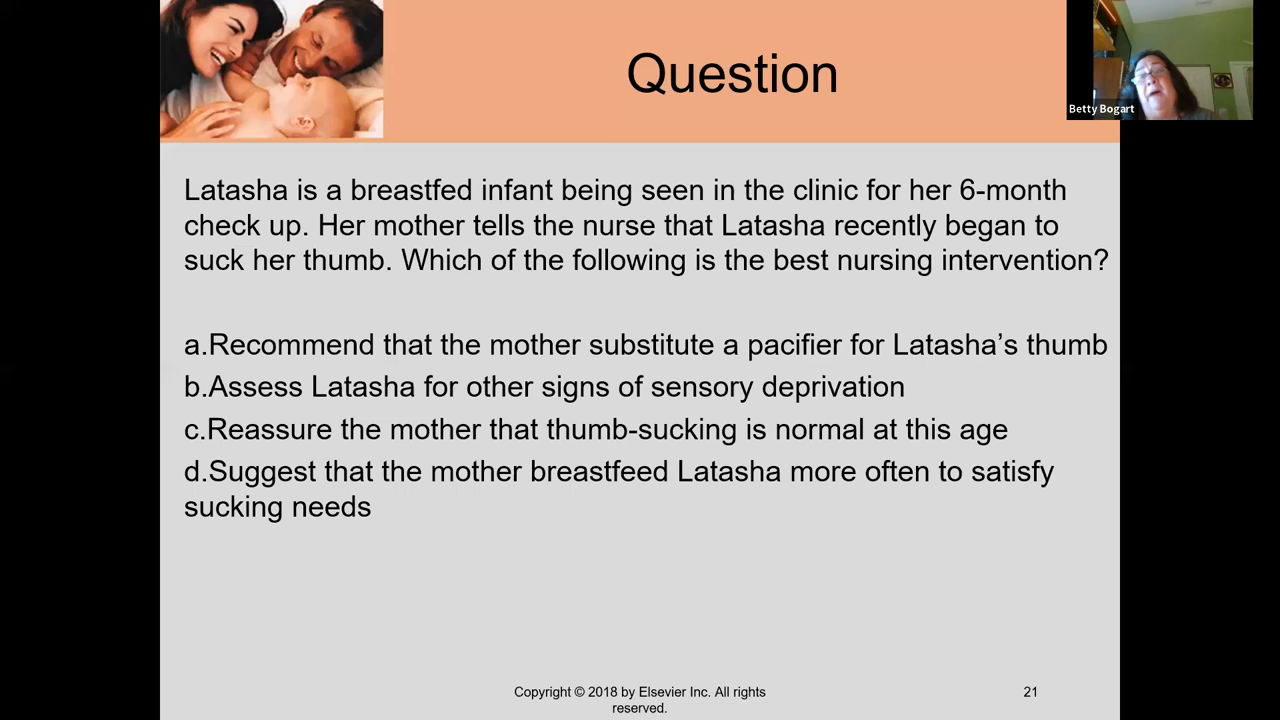 Question
Betty Bogart
Latasha is a breastfed infant being seen in the clinic for her 6-month
check up. Her mother tells the nurse that Latasha recently began to
suck her thumb. Which of the following is the best nursing intervention?
a.Recommend that the mother substitute a pacifier for Latasha’s thumb
b.Assess Latasha for other signs of sensory deprivation
c.Reassure the mother that thumb-sucking is normal at this age
d.Suggest that the mother breastfeed Latasha more often to satisfy
sucking needs
Copyright © 2018 by Elsevier Inc. All rights
reserved.
21